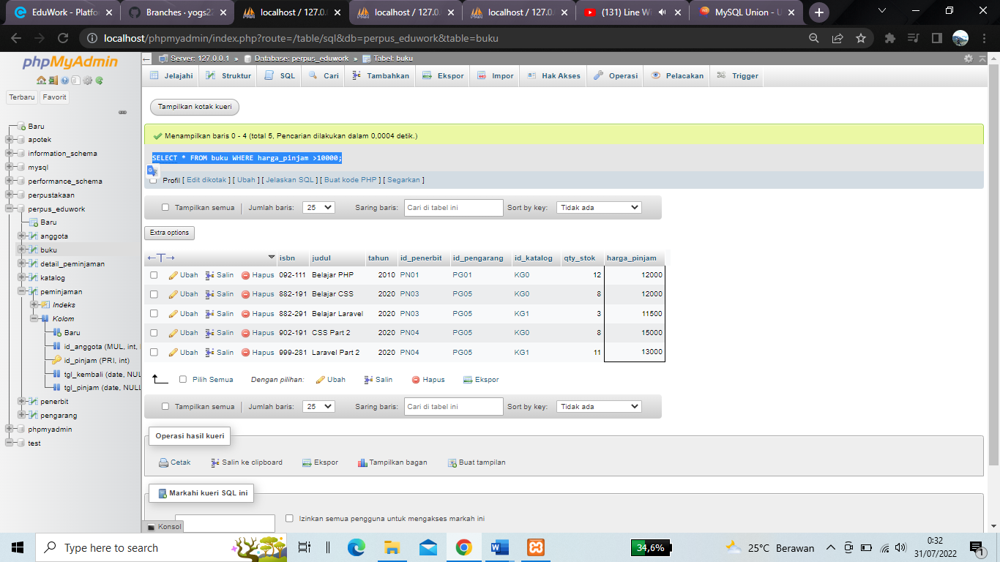 EduWork - Platfo
Branches · yogs2
localhost / 127.0.0
localhost / 127.0.
localhost / 127.0.
(131) Line Wi
MySQL Union - U
localhost/phpmyadmin/index.php?route=/table/sql&db=perpus_eduwork&table=buku
phpMyAdmin
Terbaru Favorit
Baru
apotek
information_schema
mysql
performance_schema
perpustakaan
perpus_eduwork
Baru
anggota
buku
detail_peminjaman
katalog
peminjaman
Indeks
Kolom
Baru
id_anggota (MUL, int,
id_pinjam (PRI, int)
tgl_kembali (date, NUL
tgl_pinjam (date, NULL
penerbit
pengarang
phpmyadmin
test
Server: 127.0.0.1 » Database: perpus_eduwork » Tabel: buku
Jelajahi Struktur SQL Cari Tambahkan Ekspor Impor Hak Akses Operasi Pelacakan Trigger
Tampilkan kotak kueri
Menampilkan baris 0 - 4 (total 5, Pencarian dilakukan dalam 0,0004 detik.)
SELECT * FROM buku WHERE harga_pinjam >10000;
Profil [ Edit dikotak ] [ Ubah ] [ Jelaskan SQL ] [ Buat kode PHP ] [ Segarkan ]
Tampilkan semua Jumlah baris: 25 Saring baris: Cari di tabel ini Sort by key: Tidak ada
Extra options
←T→ isbn judul tahun id_penerbit id_pengarang id_katalog qty_stok harga_pinjam
Ubah Salin Hapus 092-111 Belajar PHP 2010 PN01 PG01 KG0 12 12000
Ubah Salin Hapus 882-191 Belajar CSS 2020 PN03 PG05 KG0 8 12000
Ubah Salin Hapus 882-291 Belajar Laravel 2020 PN03 PG05 KG1 3 11500
Ubah Salin Hapus 902-191 CSS Part 2 2020 PN04 PG05 KG0 8 15000
Ubah Salin Hapus 999-281 Laravel Part 2 2020 PN04 PG05 KG1 11 13000
Pilih Semua Dengan pilihan: Ubah Salin Hapus Ekspor
Tampilkan semua Jumlah baris: 25 Saring baris: Cari di tabel ini Sort by key: Tidak ada
Operasi hasil kueri
Cetak Salin ke clipboard Ekspor Tampilkan bagan Buat tampilan
Markahi kueri SQL ini
Izinkan semua pengguna untuk mengakses markah ini
Konsol
Type here to search
34,6%
25°C Berawan
0:32
31/07/2022
1